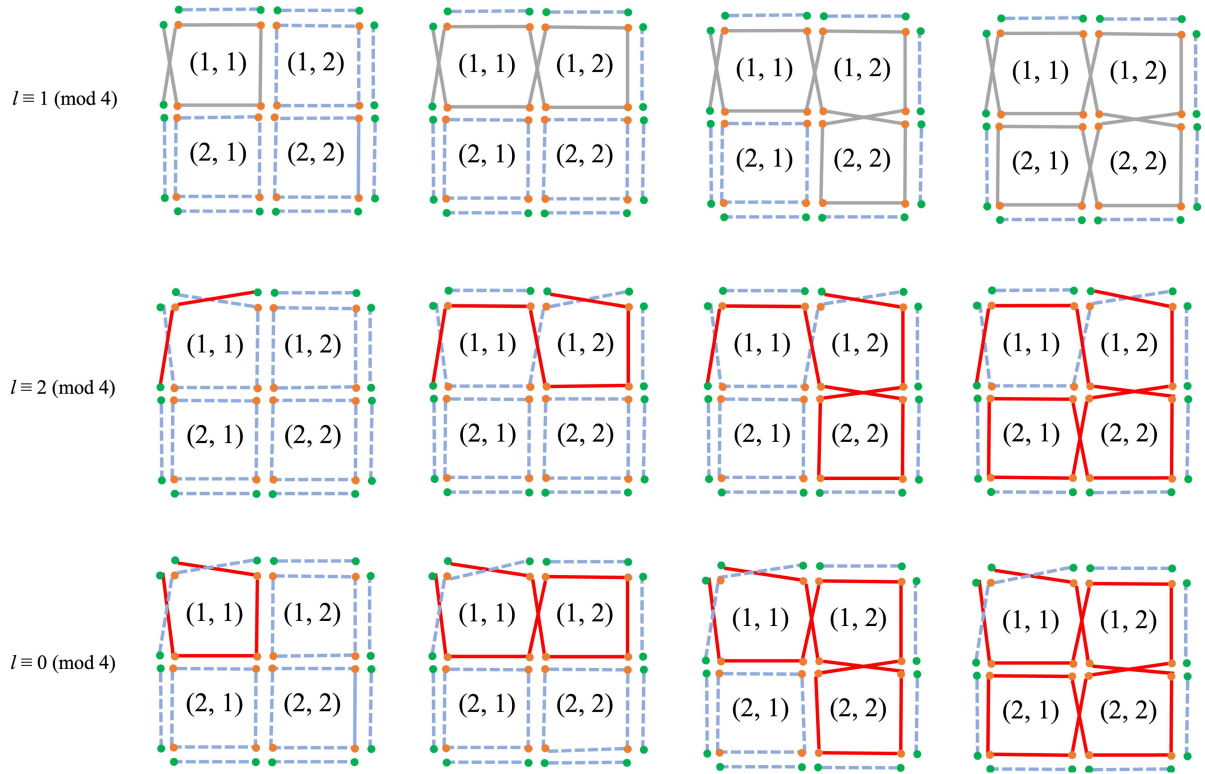 (1, 1) (1, 2) (1, 1) (1, 2) (1, 1) (1, 2) (1, 1) (1, 2)
l ≡ 1 (mod 4)
(2, 1) (2, 2) (2, 1) (2, 2) (2, 1) (2, 2) (2, 1) (2, 2)
(1, 1) (1, 2) (1, 1) (1, 2) (1, 1) (1, 2) (1, 1) (1, 2)
l ≡ 2 (mod 4)
(2, 1) (2, 2) (2, 1) (2, 2) (2, 1) (2, 2) (2, 1) (2, 2)
(1, 1) (1, 2) (1, 1) (1, 2) (1, 1) (1, 2) (1, 1) (1, 2)
l ≡ 0 (mod 4)
(2, 1) (2, 2) (2, 1) (2, 2) (2, 1) (2, 2) (2, 1) (2, 2)